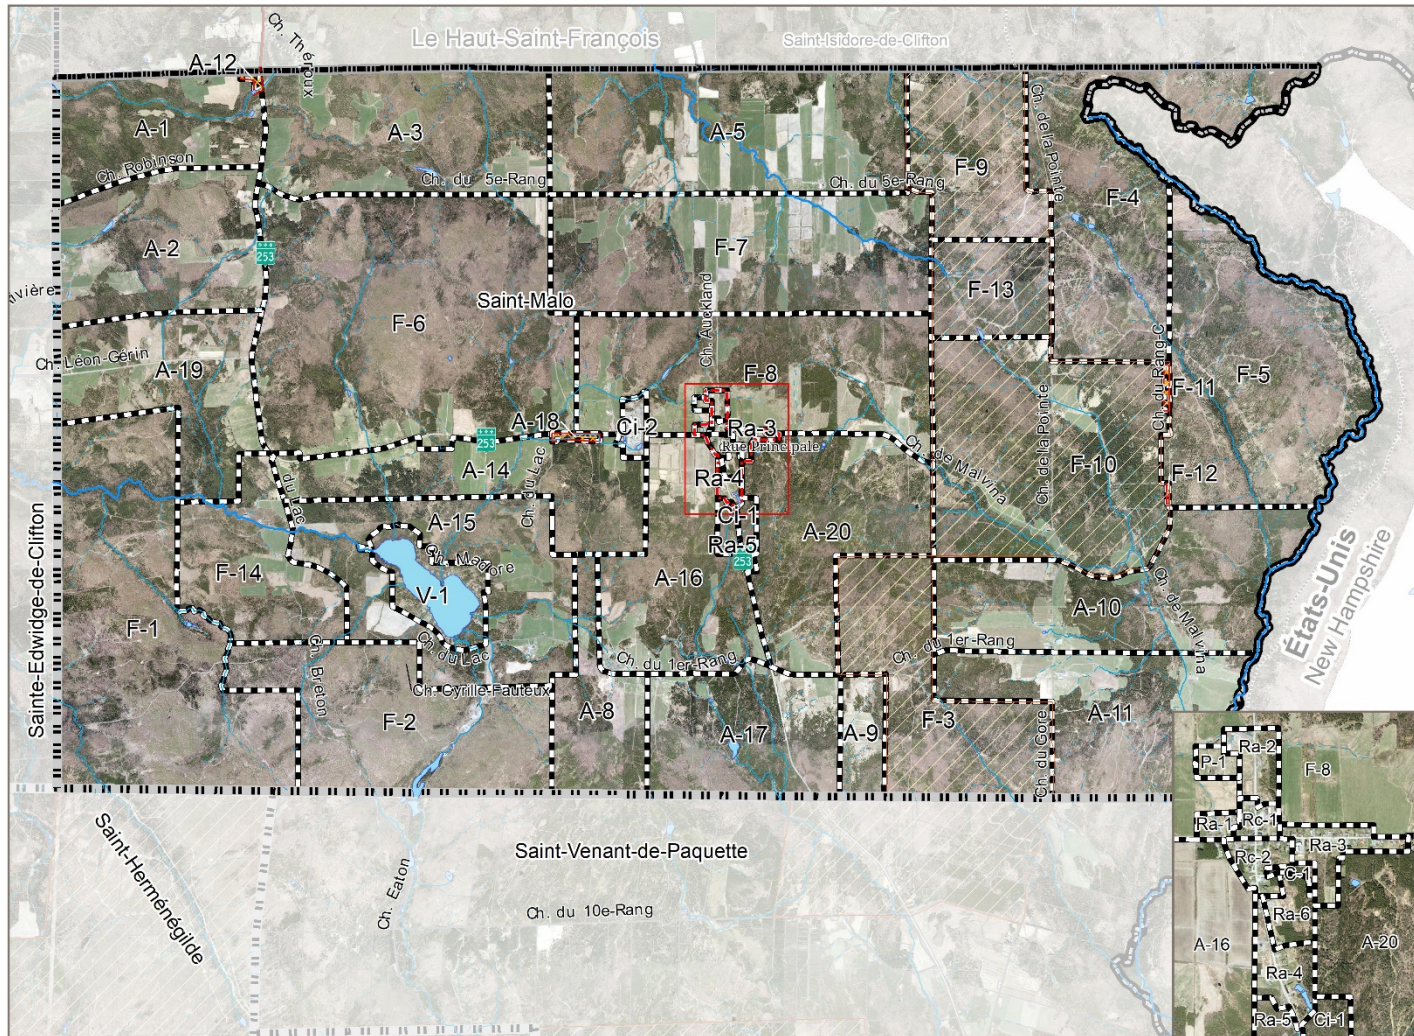 Le Haut-Saint-François
Saint-Isidore-de-Clifton
Ch. Théroux
A-12
A-1
A-3
A-5
Ch. de la Pointe
F-9
F-4
Ch. Robinson
Ch. du 5e-Rang
Ch. du 5e-Rang
A-2
253
F-7
F-13
ivière
Saint-Malo
F-6
Ch. Auckland
Ch. Léon-Gérin
A-19
F-8
Ch. du Rang-C
F-11
F-5
A-18
Ci-2
Ra-3
Rue Principale
253
A-14
Ch. du Lac
Ra-4
Ch. de Malvina
Ch. de la Pointe
F-10
F-12
du Lac
Ci-1
A-15
Ra-5
253
A-20
Ch. Madore
F-14
V-1
A-16
A-10
Ch. de Malvina
F-1
Ch. du Lac
Ch. du 1er-Rang
Ch. du 1er-Rang
Ch. Breton
Ch. Cyrille-Fauteux
F-2
A-8
A-17
A-9
F-3
Ch. du Gore
A-11
États-Unis
New Hampshire
Sainte-Edwidge-de-Clifton
Saint-Herménégilde
Saint-Venant-de-Paquette
Ch. Eaton
Ch. du 10e-Rang
Ra-2
P-1
F-8
Ra-1
Rc-1
Ra-3
Rc-2
C-1
Ra-6
A-16
A-20
Ra-4
Ra-5
Ci-1